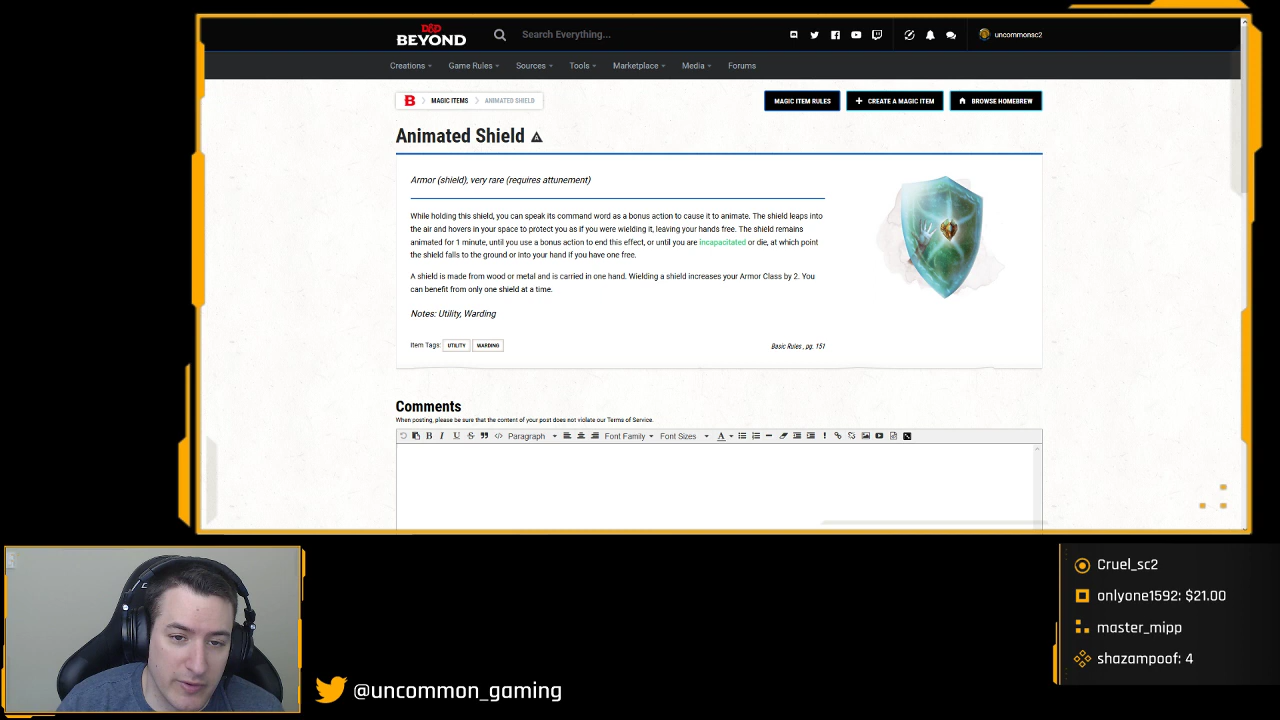 D&D
BEYOND
Search Everything...
uncommonsc2
Creations
Game Rules
Sources
Tools
Marketplace
Media
Forums
B
MAGIC ITEMS
ANIMATED SHIELD
MAGIC ITEM RULES
+ CREATE A MAGIC ITEM
BROWSE HOMEBREW
Animated Shield
Armor (shield), very rare (requires attunement)
While holding this shield, you can speak its command word as a bonus action to cause it to animate. The shield leaps into
the air and hovers in your space to protect you as if you were wielding it, leaving your hands free. The shield remains
animated for 1 minute, until you use a bonus action to end this effect, or until you are incapacitated or die, at which point
the shield falls to the ground or into your hand if you have one free.
A shield is made from wood or metal and is carried in one hand. Wielding a shield increases your Armor Class by 2. You
can benefit from only one shield at a time.
Notes: Utility, Warding
Item Tags: UTILITY WARDING
Basic Rules , pg. 151
Comments
When posting, please be sure that the content of your post does not violate our Terms of Service.
Paragraph
Font Family
Font Sizes
Cruel_sc2
onlyone1592: $21.00
master_mipp
shazampoof: 4
@uncommon_gaming